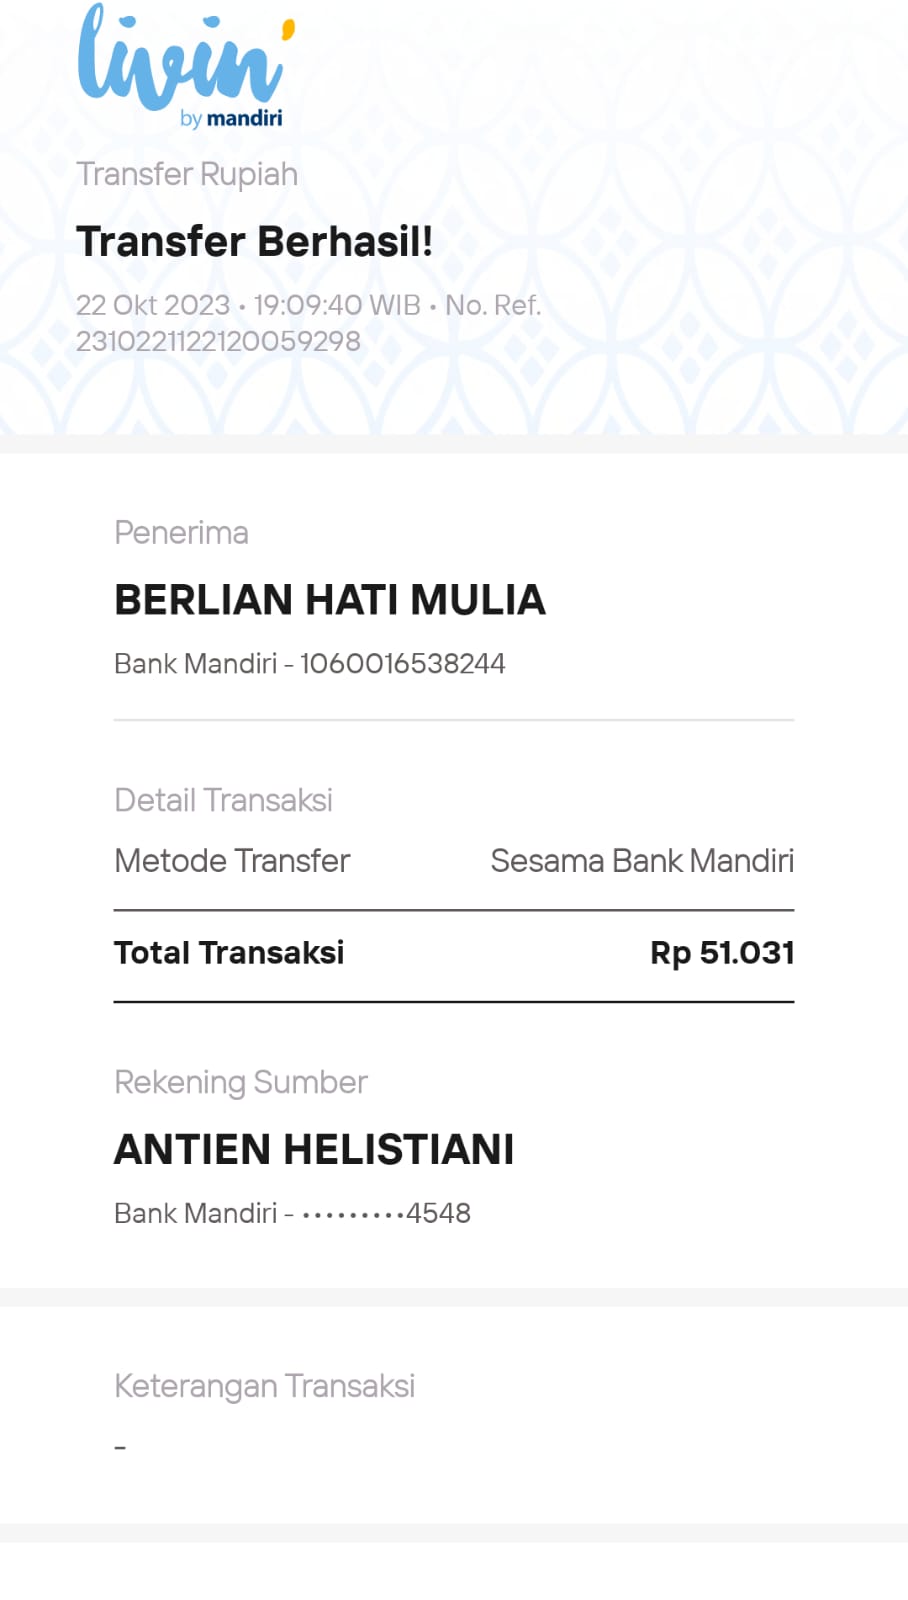 livin'
by mandiri
Transfer Rupiah
Transfer Berhasil!
22 Okt 2023 • 19:09:40 WIB • No. Ref.
2310221122120059298
Penerima
BERLIAN HATI MULIA
Bank Mandiri - 1060016538244
Detail Transaksi
Metode Transfer Sesama Bank Mandiri
Total Transaksi Rp 51.031
Rekening Sumber
ANTIEN HELISTIANI
Bank Mandiri - •••••••••4548
Keterangan Transaksi
-